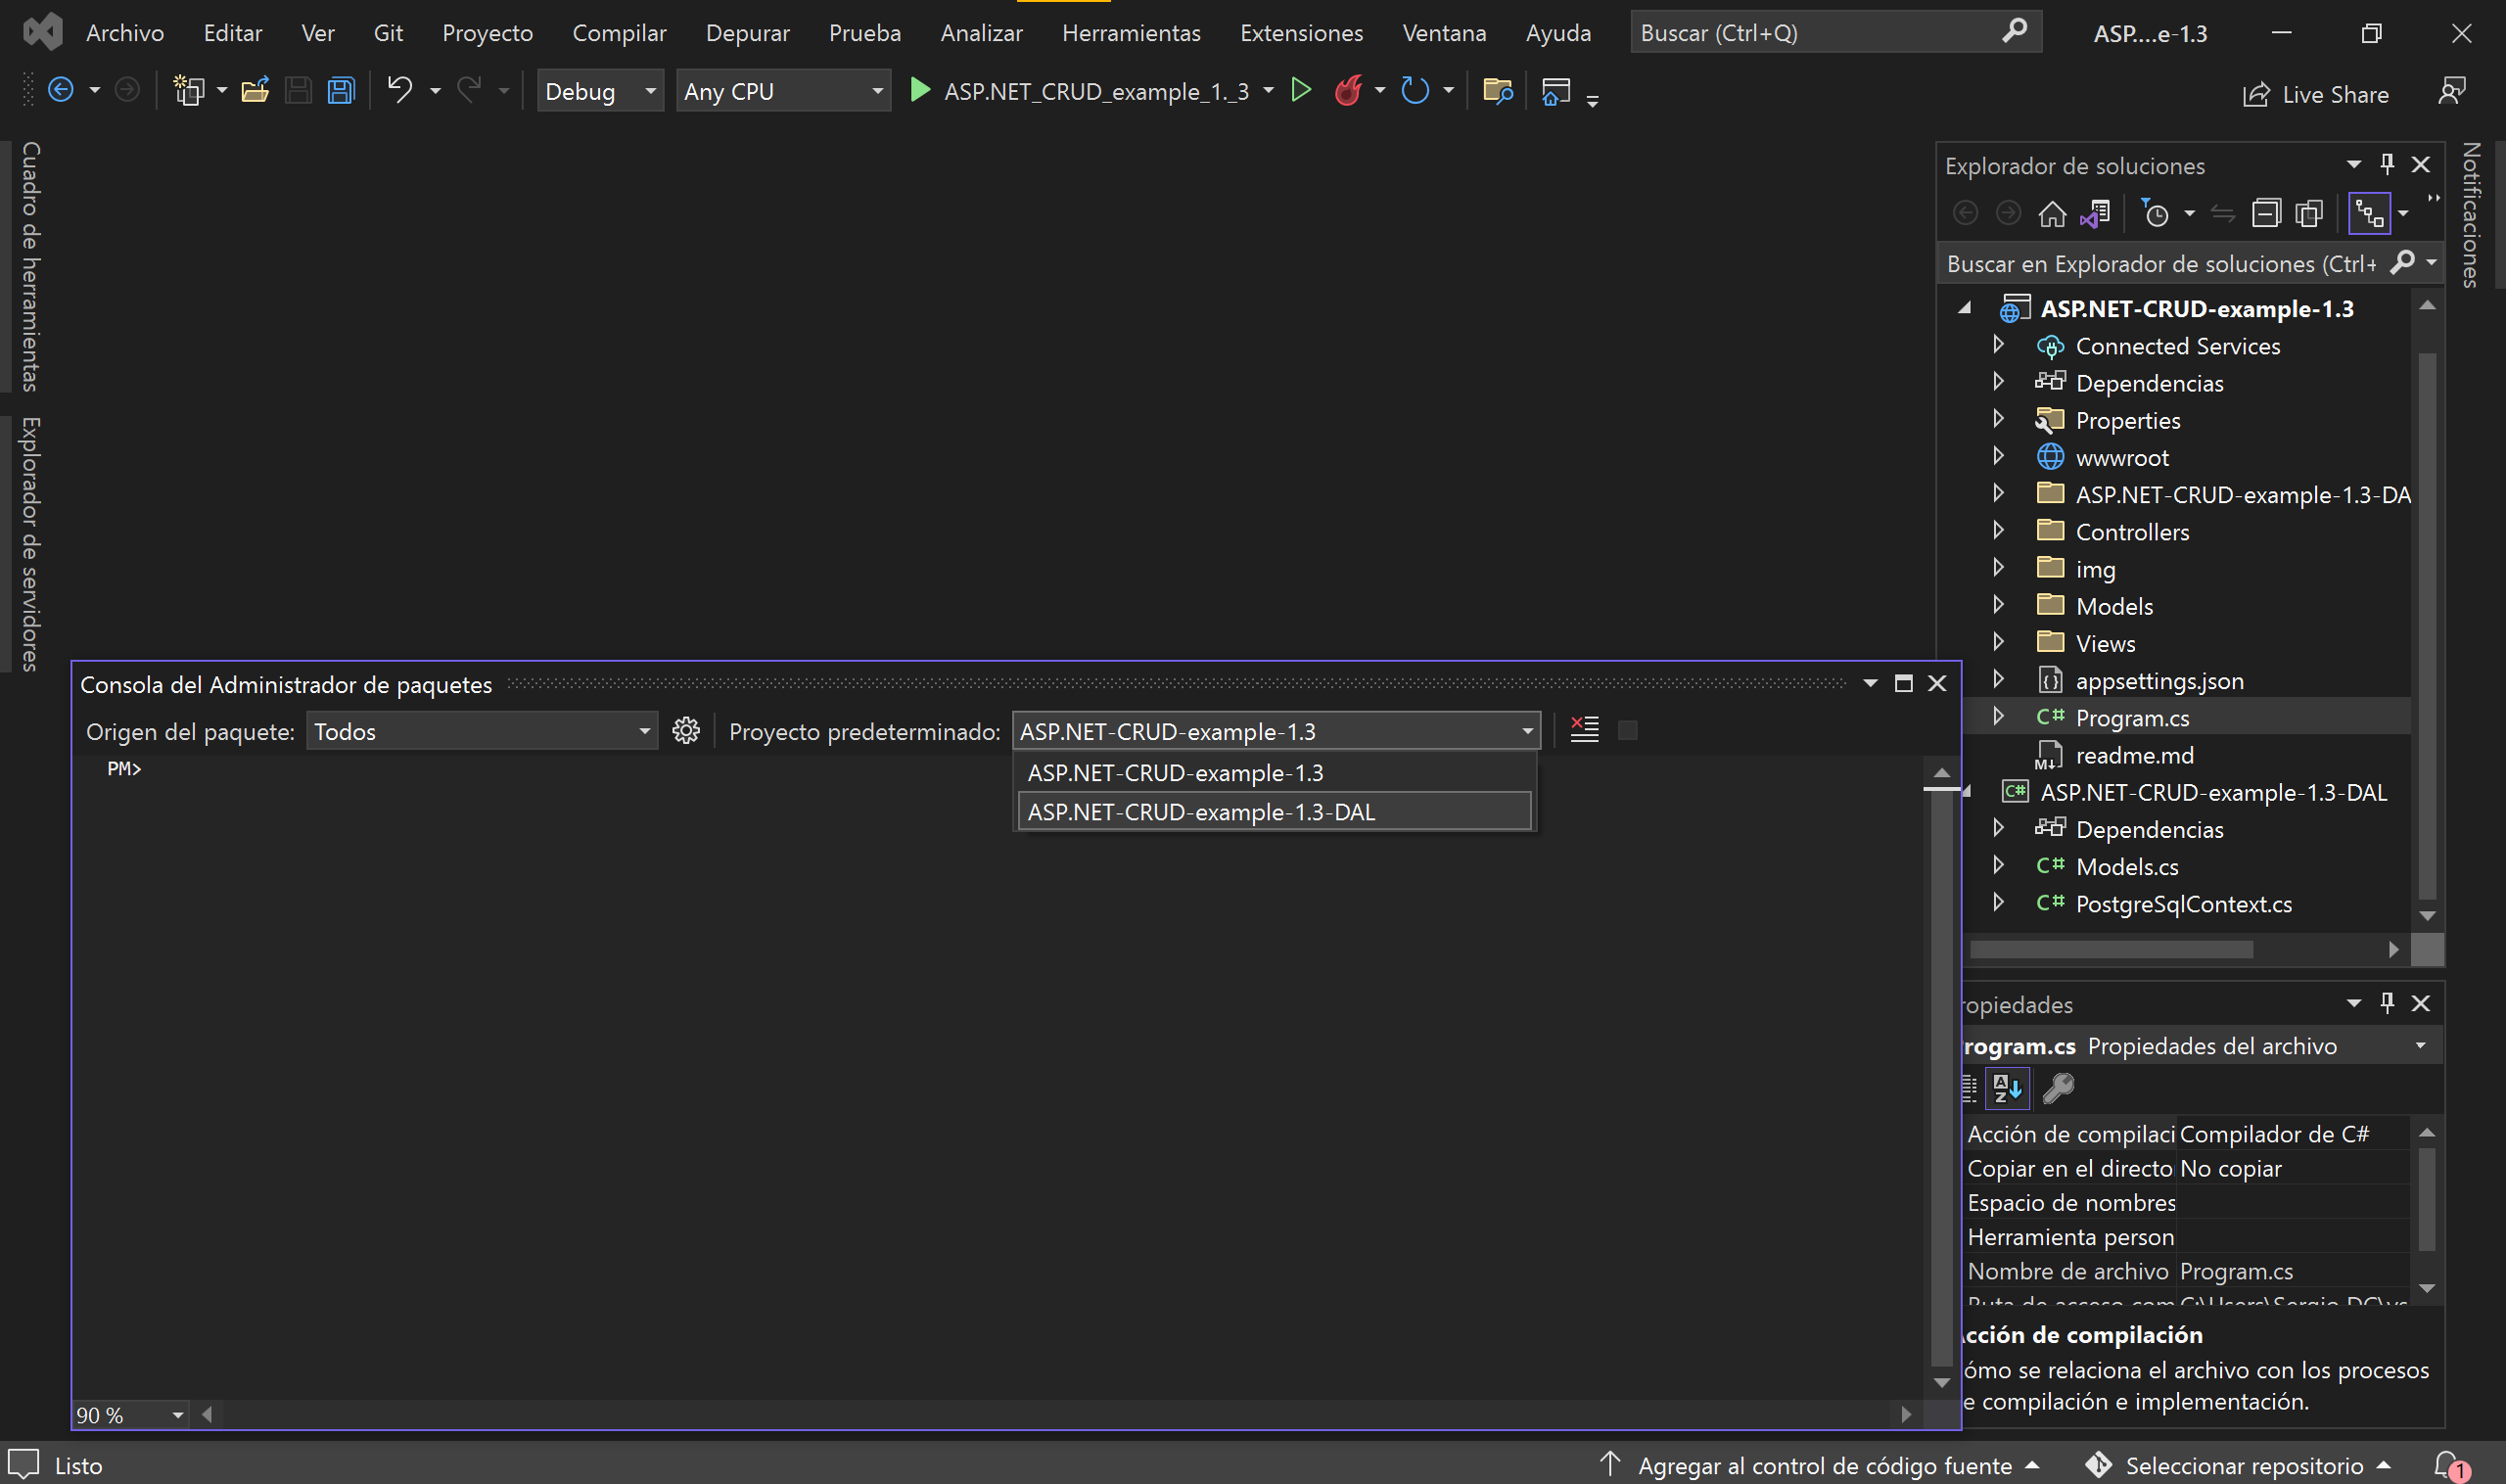 Archivo Editar Ver Git Proyecto Compilar Depurar Prueba Analizar Herramientas Extensiones Ventana Ayuda Buscar (Ctrl+Q) ASP....e-1.3
Debug Any CPU ASP.NET_CRUD_example_1._3 Live Share
Cuadro de herramientas
Explorador de servidores
Notificaciones
Explorador de soluciones
Buscar en Explorador de soluciones (Ctrl+
ASP.NET-CRUD-example-1.3
Connected Services
Dependencias
Properties
wwwroot
ASP.NET-CRUD-example-1.3-DA
Controllers
img
Models
Views
appsettings.json
C# Program.cs
readme.md
C# ASP.NET-CRUD-example-1.3-DAL
Dependencias
C# Models.cs
C# PostgreSqlContext.cs
Consola del Administrador de paquetes
Origen del paquete: Todos Proyecto predeterminado: ASP.NET-CRUD-example-1.3
ASP.NET-CRUD-example-1.3
ASP.NET-CRUD-example-1.3-DAL
PM>
90 %
ropiedades
rogram.cs Propiedades del archivo
Acción de compilaci Compilador de C#
Copiar en el directo No copiar
Espacio de nombres
Herramienta person
Nombre de archivo Program.cs
Ruta de acceso com C:\Users\Sergio DC\vs
cción de compilación
ómo se relaciona el archivo con los procesos
e compilación e implementación.
Listo Agregar al control de código fuente Seleccionar repositorio 1